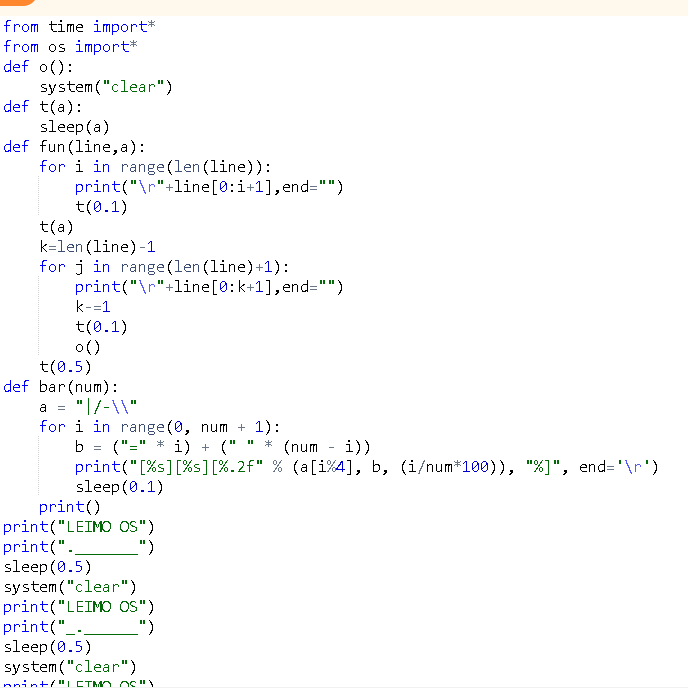 from time import*
from os import*
def o():
    system("clear")
def t(a):
    sleep(a)
def fun(line,a):
    for i in range(len(line)):
        print("\r"+line[0:i+1],end="")
        t(0.1)
    t(a)
    k=len(line)-1
    for j in range(len(line)+1):
        print("\r"+line[0:k+1],end="")
        k-=1
        t(0.1)
        o()
    t(0.5)
def bar(num):
    a = "|/-\\"
    for i in range(0, num + 1):
        b = ("=" * i) + (" " * (num - i))
        print("[%s][%s][%.2f" % (a[i%4], b, (i/num*100)), "%]", end='\r')
        sleep(0.1)
    print()
print("LEIMO OS")
print("._______")
sleep(0.5)
system("clear")
print("LEIMO OS")
print("_.______")
sleep(0.5)
system("clear")
print("LEIMO OS")